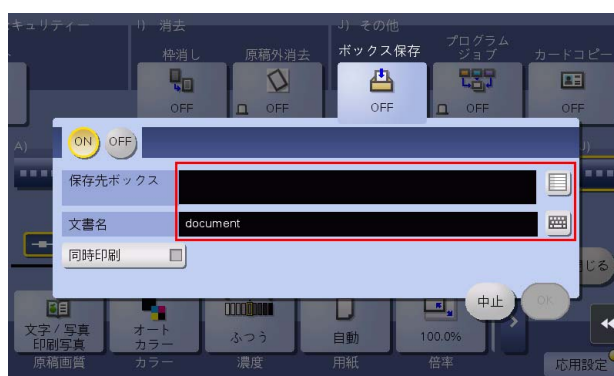 キュリティー
I) 消去
J) その他
枠消し
原稿外消去
ボックス保存
プログラム
ジョブ
カードコピー
OFF
OFF
OFF
OFF
OFF
A)
J)
ON
OFF
保存先ボックス
文書名
document
同時印刷
じる
中止
OK
文字/写真
印刷写真
オート
カラー
ふつう
自動
100.0%
原稿画質
カラー
濃度
用紙
倍率
応用設定